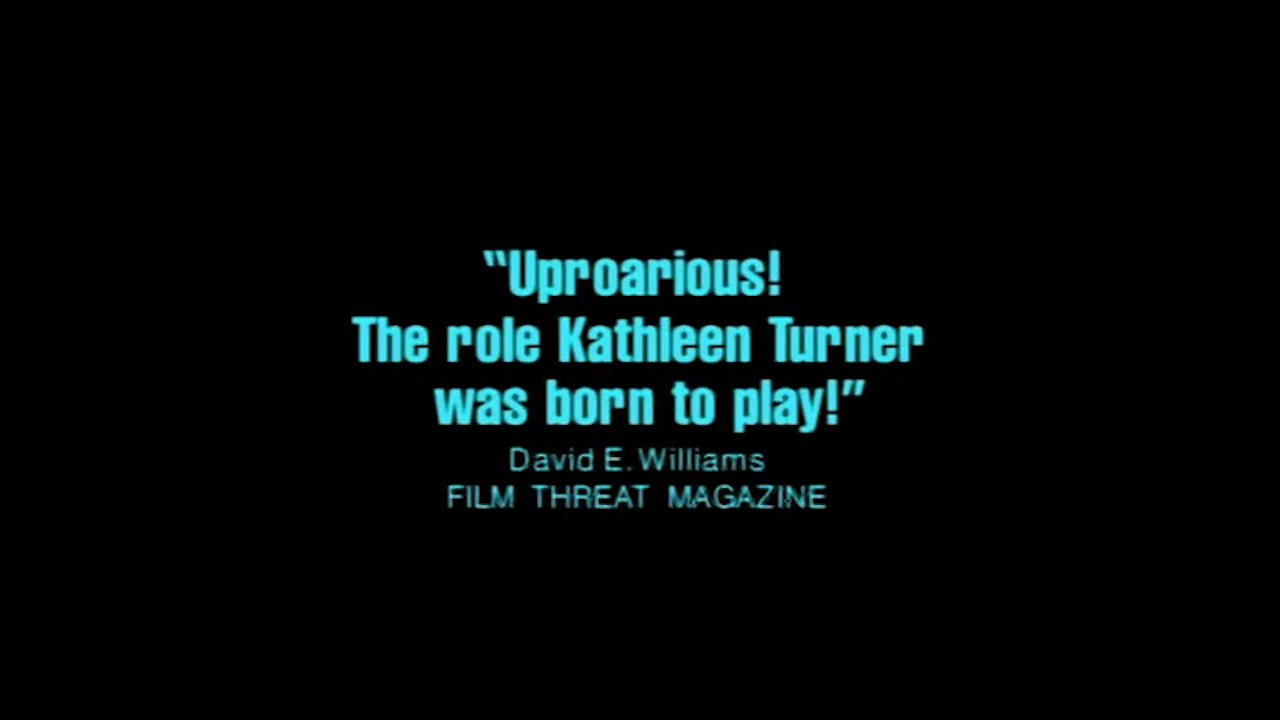 “Uproarious!
The role Kathleen Turner
was born to play!”
David E. Williams
FILM THREAT MAGAZINE